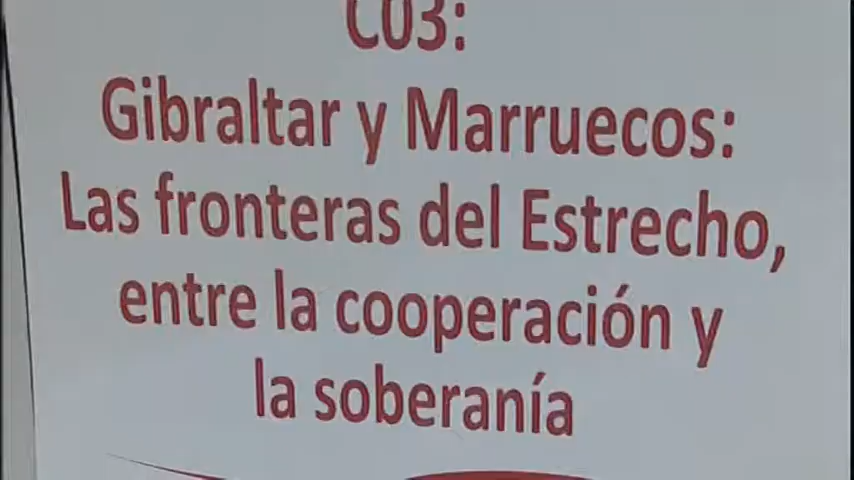 C03:
Gibraltar y Marruecos:
Las fronteras del Estrecho,
entre la cooperación y
la soberanía